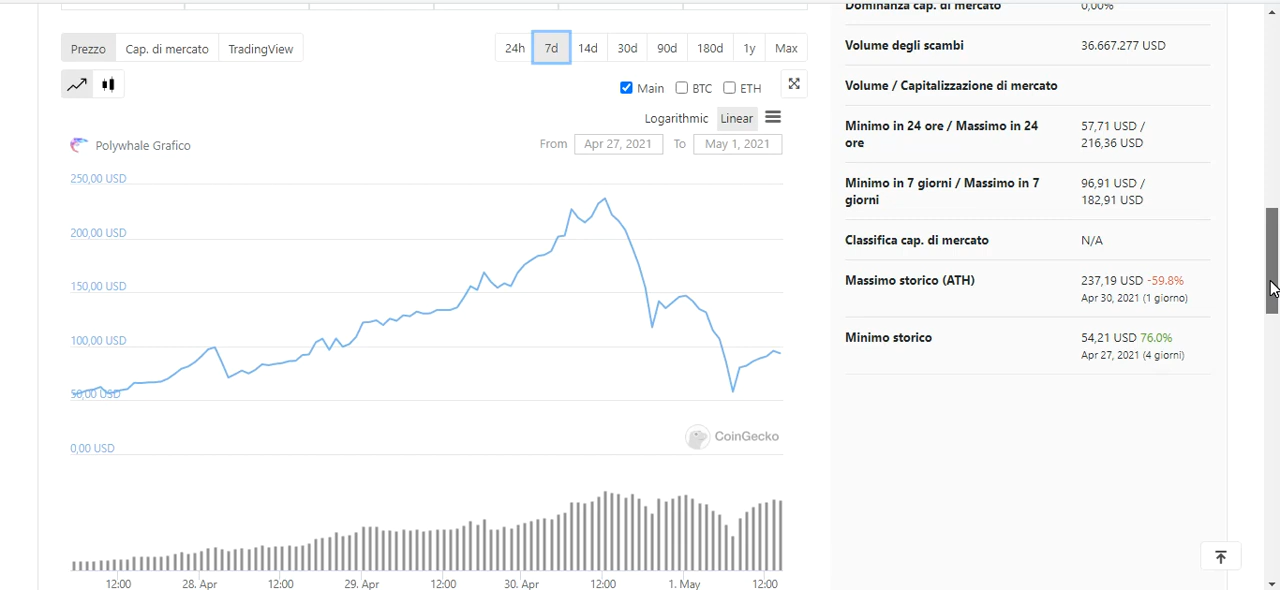 Dominanza cap. di mercato 0,00%
Prezzo Cap. di mercato TradingView 24h 7d 14d 30d 90d 180d 1y Max
Main BTC ETH
Logarithmic Linear
Polywhale Grafico From Apr 27, 2021 To May 1, 2021
250,00 USD
200,00 USD
150,00 USD
100,00 USD
50,00 USD
0,00 USD
CoinGecko
12:00 28. Apr 12:00 29. Apr 12:00 30. Apr 12:00 1. May 12:00
Volume degli scambi 36.667.277 USD
Volume / Capitalizzazione di mercato
Minimo in 24 ore / Massimo in 24 57,71 USD /
ore 216,36 USD
Minimo in 7 giorni / Massimo in 7 96,91 USD /
giorni 182,91 USD
Classifica cap. di mercato N/A
Massimo storico (ATH) 237,19 USD -59.8%
Apr 30, 2021 (1 giorno)
Minimo storico 54,21 USD 76.0%
Apr 27, 2021 (4 giorni)